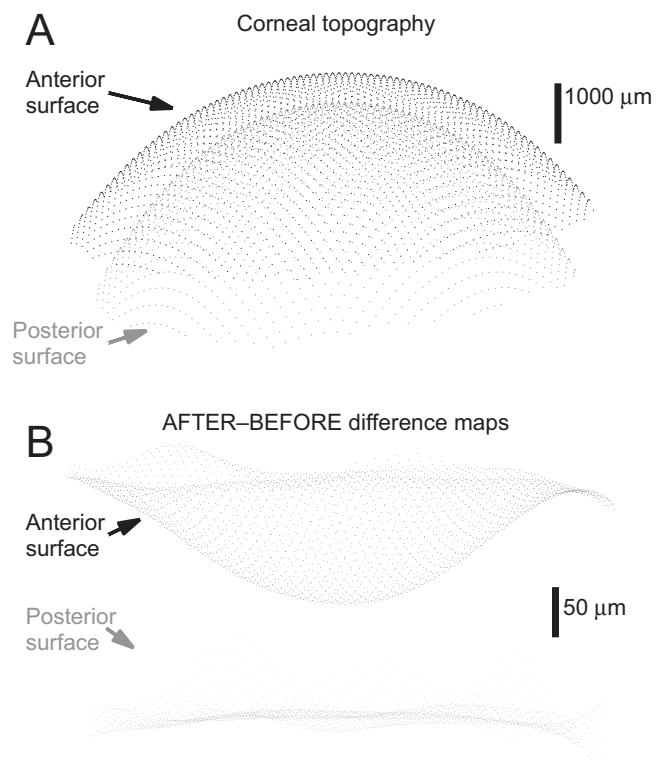 A
Corneal topography
Anterior
surface
1000 μm
Posterior
surface
B
AFTER–BEFORE difference maps
Anterior
surface
50 μm
Posterior
surface